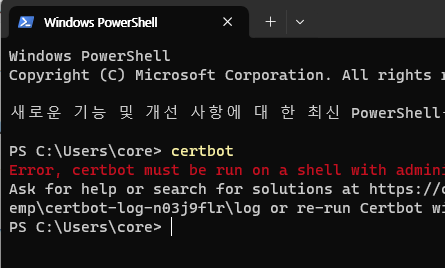 Windows PowerShell
Windows PowerShell
Copyright (C) Microsoft Corporation. All rights
새로운 기능 및 개선 사항에 대 한 최신 PowerShell
PS C:\Users\core> certbot
Error, certbot must be run on a shell with admini
Ask for help or search for solutions at https://
emp\certbot-log-n03j9flr\log or re-run Certbot wi
PS C:\Users\core>